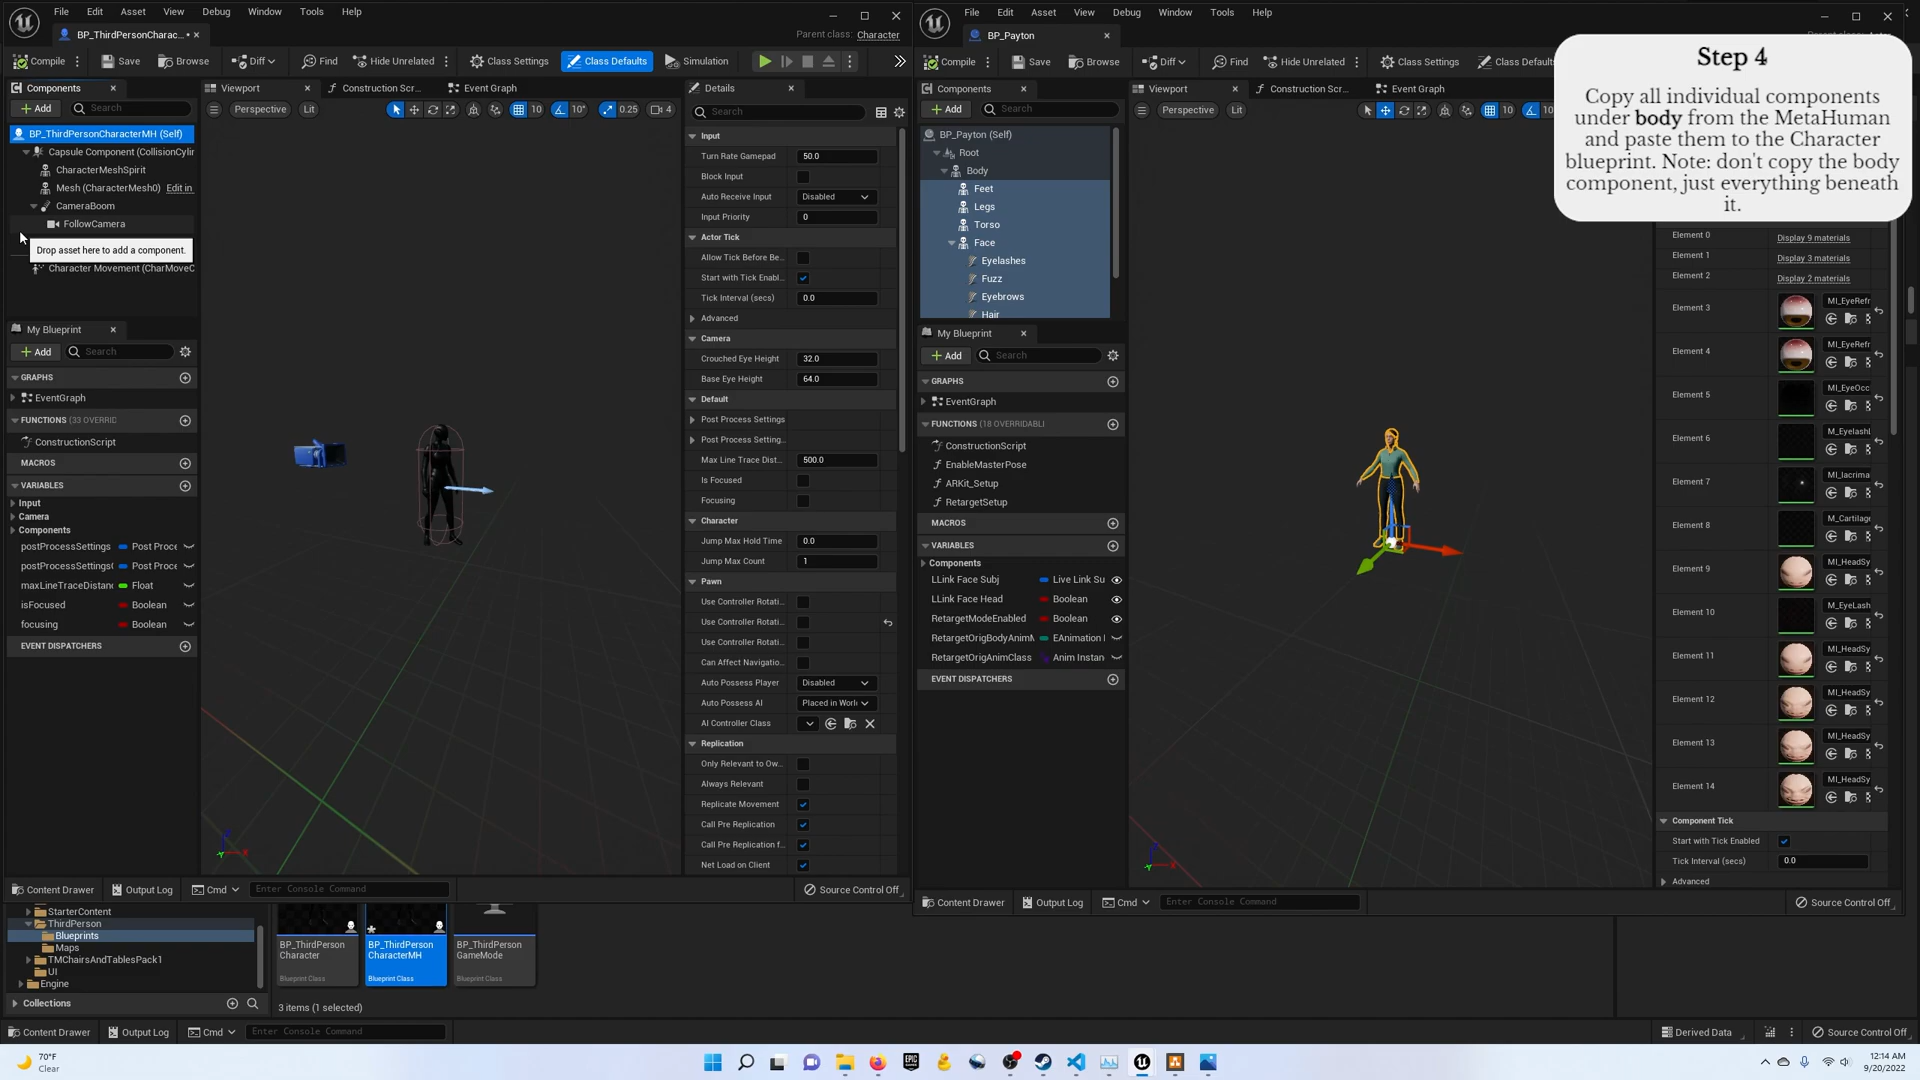 File Edit Asset View Debug Window Tools Help
BP_ThirdPersonCharac... •
Parent class: Character
Compile Save Browse Diff Find Hide Unrelated Class Settings Class Defaults Simulation
Components
Add Search
BP_ThirdPersonCharacterMH (Self)
Capsule Component (CollisionCylin
CharacterMeshSpirit
Mesh (CharacterMesh0) Edit in
CameraBoom
FollowCamera
Drop asset here to add a component.
Character Movement (CharMoveC
My Blueprint
Add Search
GRAPHS
EventGraph
FUNCTIONS (33 OVERRID
ConstructionScript
MACROS
VARIABLES
Input
Camera
Components
postProcessSettings Post Proce
postProcessSettings( Post Proce
maxLineTraceDistan Float
isFocused Boolean
focusing Boolean
EVENT DISPATCHERS
Viewport Construction Scr... Event Graph
Perspective Lit 10 10° 0.25 4
Details
Search
Input
Turn Rate Gamepad 50.0
Block Input
Auto Receive Input Disabled
Input Priority 0
Actor Tick
Allow Tick Before Be...
Start with Tick Enabl...
Tick Interval (secs) 0.0
Advanced
Camera
Crouched Eye Height 32.0
Base Eye Height 64.0
Default
Post Process Settings
Post Process Setting...
Max Line Trace Dist... 500.0
Is Focused
Focusing
Character
Jump Max Hold Time 0.0
Jump Max Count 1
Pawn
Use Controller Rotati...
Use Controller Rotati...
Use Controller Rotati...
Can Affect Navigatio...
Auto Possess Player Disabled
Auto Possess AI Placed in Worl
AI Controller Class
Replication
Only Relevant to Ow...
Always Relevant
Replicate Movement
Call Pre Replication
Call Pre Replication f...
Net Load on Client
Content Drawer Output Log Cmd Enter Console Command Source Control Off
File Edit Asset View Debug Window Tools Help
BP_Payton
Compile Save Browse Diff Find Hide Unrelated Class Settings Class Defaul
Components
Add Search
BP_Payton (Self)
Root
Body
Feet
Legs
Torso
Face
Eyelashes
Fuzz
Eyebrows
Hair
My Blueprint
Add Search
GRAPHS
EventGraph
FUNCTIONS (18 OVERRIDABLI
ConstructionScript
EnableMasterPose
ARKit_Setup
RetargetSetup
MACROS
VARIABLES
Components
LLink Face Subj Live Link Su
LLink Face Head Boolean
RetargetModeEnabled Boolean
RetargetOrigBodyAnimM EAnimation I
RetargetOrigAnimClass Anim Instan
EVENT DISPATCHERS
Viewport Construction Scr... Event Graph
Perspective Lit 10 10
Step 4
Copy all individual components
under body from the MetaHuman
and paste them to the Character
blueprint. Note: don't copy the body
component, just everything beneath
it.
Element 0 Display 9 materials
Element 1 Display 3 materials
Element 2 Display 2 materials
Element 3 MI_EyeRefr
Element 4 MI_EyeRefr
Element 5 MI_EyeOcc
Element 6 M_Eyelashl
Element 7 MI_lacrima
Element 8 M_Cartilage
Element 9 MI_HeadSy
Element 10 M_EyeLash
Element 11 MI_HeadSy
Element 12 MI_HeadSy
Element 13 MI_HeadSy
Element 14 MI_HeadSy
Component Tick
Start with Tick Enabled
Tick Interval (secs) 0.0
Advanced
Content Drawer Output Log Cmd Enter Console Command Source Control Off
StarterContent
ThirdPerson
Blueprints
Maps
TMChairsAndTablesPack1
UI
Engine
Collections
BP_ThirdPerson
Character
Blueprint Class
BP_ThirdPerson
CharacterMH
Blueprint Class
BP_ThirdPerson
GameMode
Blueprint Class
3 items (1 selected)
Content Drawer Output Log Cmd Enter Console Command Derived Data Source Control Off
70°F
Clear
EPIC
12:14 AM
9/20/2022